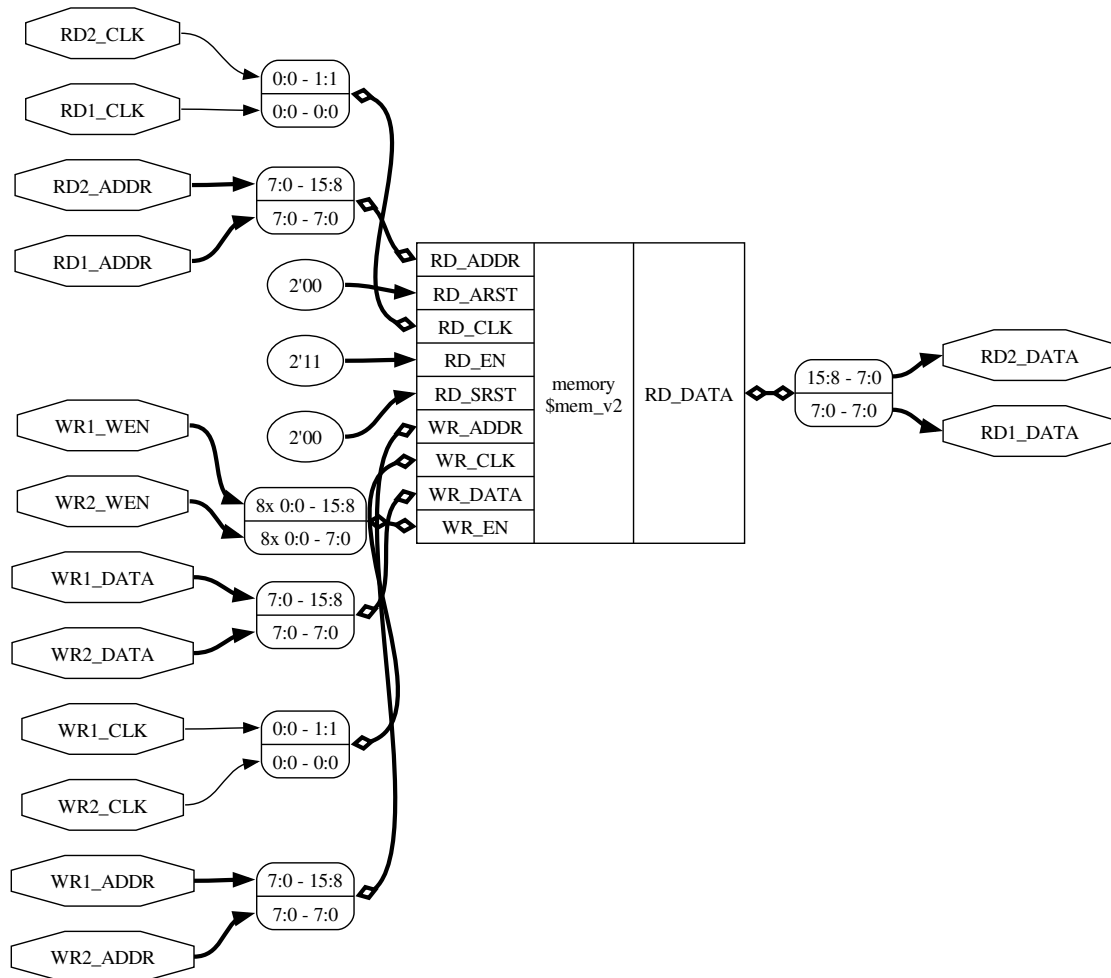 RD2_CLK
RD1_CLK
0:0 - 1:1
0:0 - 0:0
RD2_ADDR
RD1_ADDR
7:0 - 15:8
7:0 - 7:0
2'00
2'11
2'00
WR1_WEN
WR2_WEN
8x 0:0 - 15:8
8x 0:0 - 7:0
WR1_DATA
WR2_DATA
7:0 - 15:8
7:0 - 7:0
WR1_CLK
WR2_CLK
0:0 - 1:1
0:0 - 0:0
WR1_ADDR
WR2_ADDR
7:0 - 15:8
7:0 - 7:0
RD_ADDR
RD_ARST
RD_CLK
RD_EN
RD_SRST
WR_ADDR
WR_CLK
WR_DATA
WR_EN
memory
$mem_v2
RD_DATA
15:8 - 7:0
7:0 - 7:0
RD2_DATA
RD1_DATA